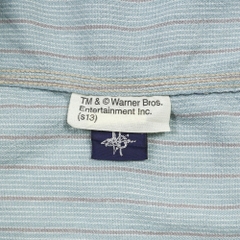 TM & © Warner Bros.
Entertainment Inc.
(s13)